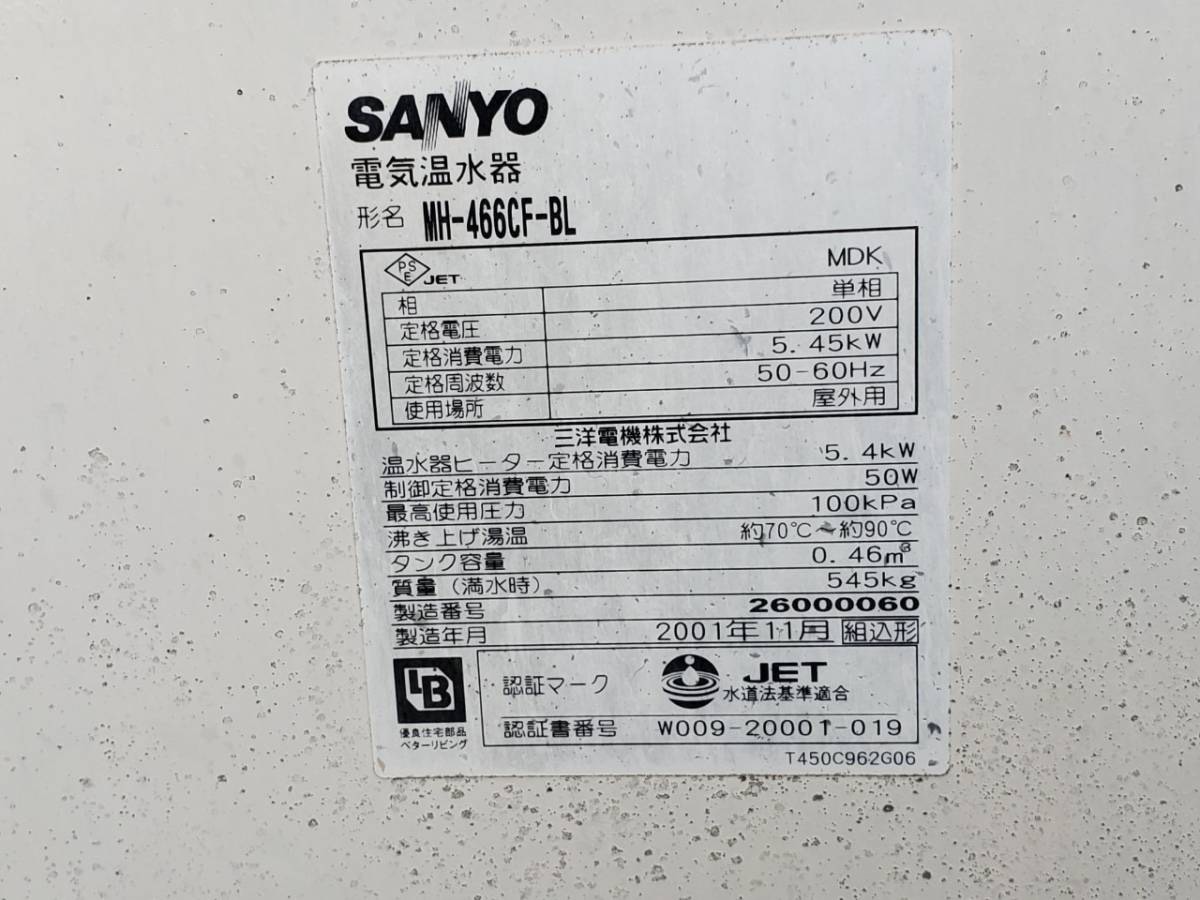 SANYO
電気温水器
形名 MH-466CF-BL
PS E JET MDK
相 単相
定格電圧 200V
定格消費電力 5.45kW
定格周波数 50-60Hz
使用場所 屋外用
三洋電機株式会社
温水器ヒーター定格消費電力 5.4kW
制御定格消費電力 50W
最高使用圧力 100kPa
沸き上げ湯温 約70℃～約90℃
タンク容量 0.46m³
質量(満水時) 545kg
製造番号 26000060
製造年月 2001年11月 組込形
BL 優良住宅部品
ベターリビング
認証マーク JET
水道法基準適合
認証書番号 W009-20001-019
T450C962G06